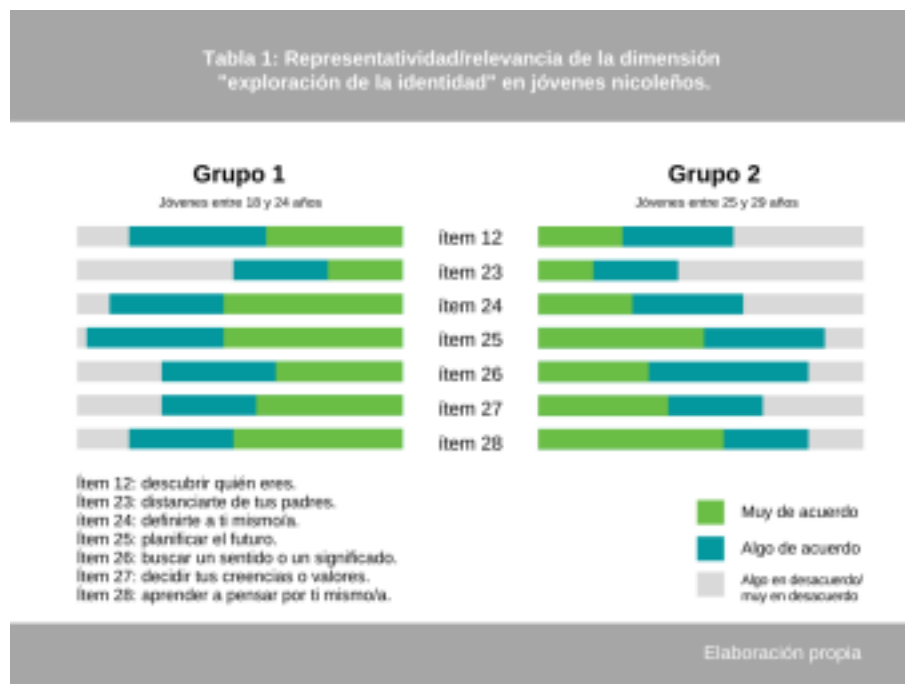 Tabla 1: Representatividad/relevancia de la dimensión
"exploración de la identidad" en jóvenes nicoleños.
Grupo 1
Jóvenes entre 18 y 24 años
Grupo 2
Jóvenes entre 25 y 29 años
ítem 12
ítem 23
ítem 24
ítem 25
ítem 26
ítem 27
ítem 28
Ítem 12: descubrir quién eres.
Ítem 23: distanciarte de tus padres.
Ítem 24: definirte a ti mismo/a.
Ítem 25: planificar el futuro.
Ítem 26: buscar un sentido o un significado.
Ítem 27: decidir tus creencias o valores.
Ítem 28: aprender a pensar por ti mismo/a.
Muy de acuerdo
Algo de acuerdo
Algo en desacuerdo/
muy en desacuerdo
Elaboración propia